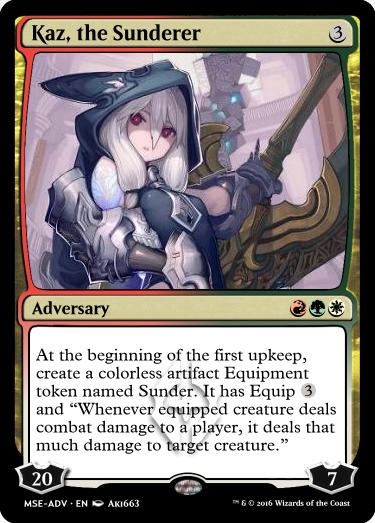 Kaz, the Sunderer 3
Adversary
At the beginning of the first upkeep,
create a colorless artifact Equipment
token named Sunder. It has Equip 3
and “Whenever equipped creature deals
combat damage to a player, it deals that
much damage to target creature.”
20 7
MSE-ADV • EN Aki663
™ & © 2016 Wizards of the Coast